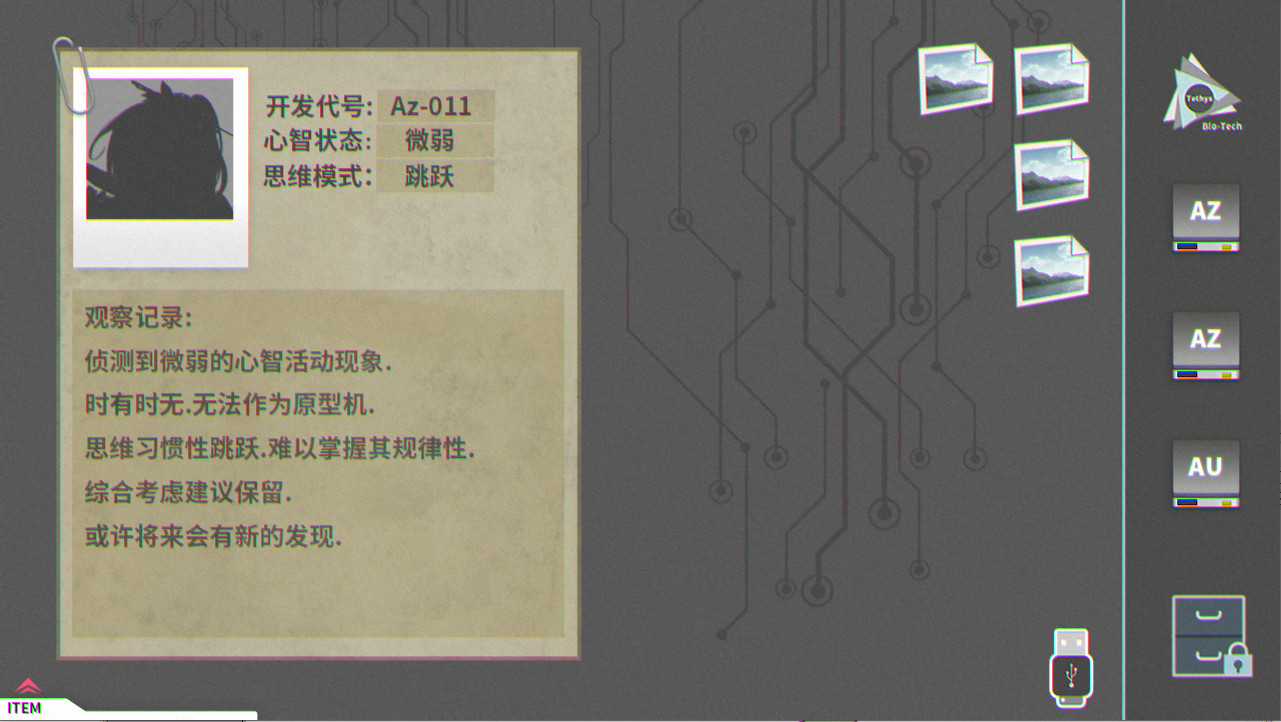 开发代号: Az-011
心智状态: 微弱
思维模式: 跳跃
观察记录:
侦测到微弱的心智活动现象.
时有时无.无法作为原型机.
思维习惯性跳跃.难以掌握其规律性.
综合考虑建议保留.
或许将来会有新的发现.
Tethys
Bio-Tech
AZ
AZ
AU
ITEM